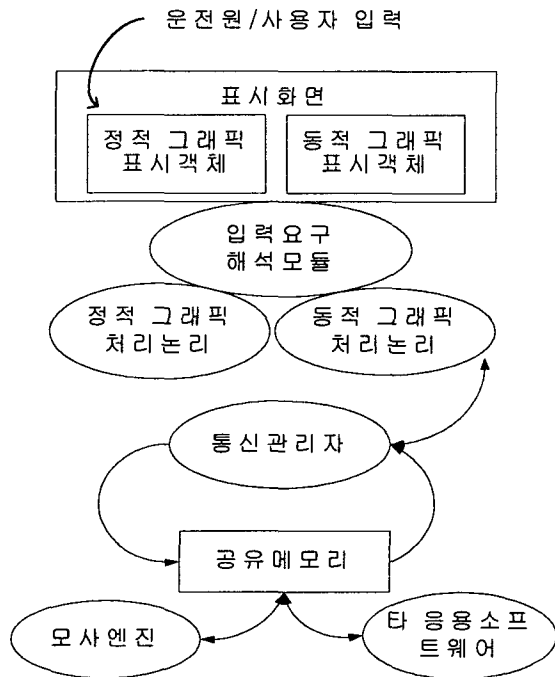 운전원/사용자 입력
표시화면
정적 그래픽
표시객체
동적 그래픽
표시객체
입력요구
해석모듈
정적 그래픽
처리논리
동적 그래픽
처리논리
통신관리자
공유메모리
모사엔진
타 응용소프
트웨어